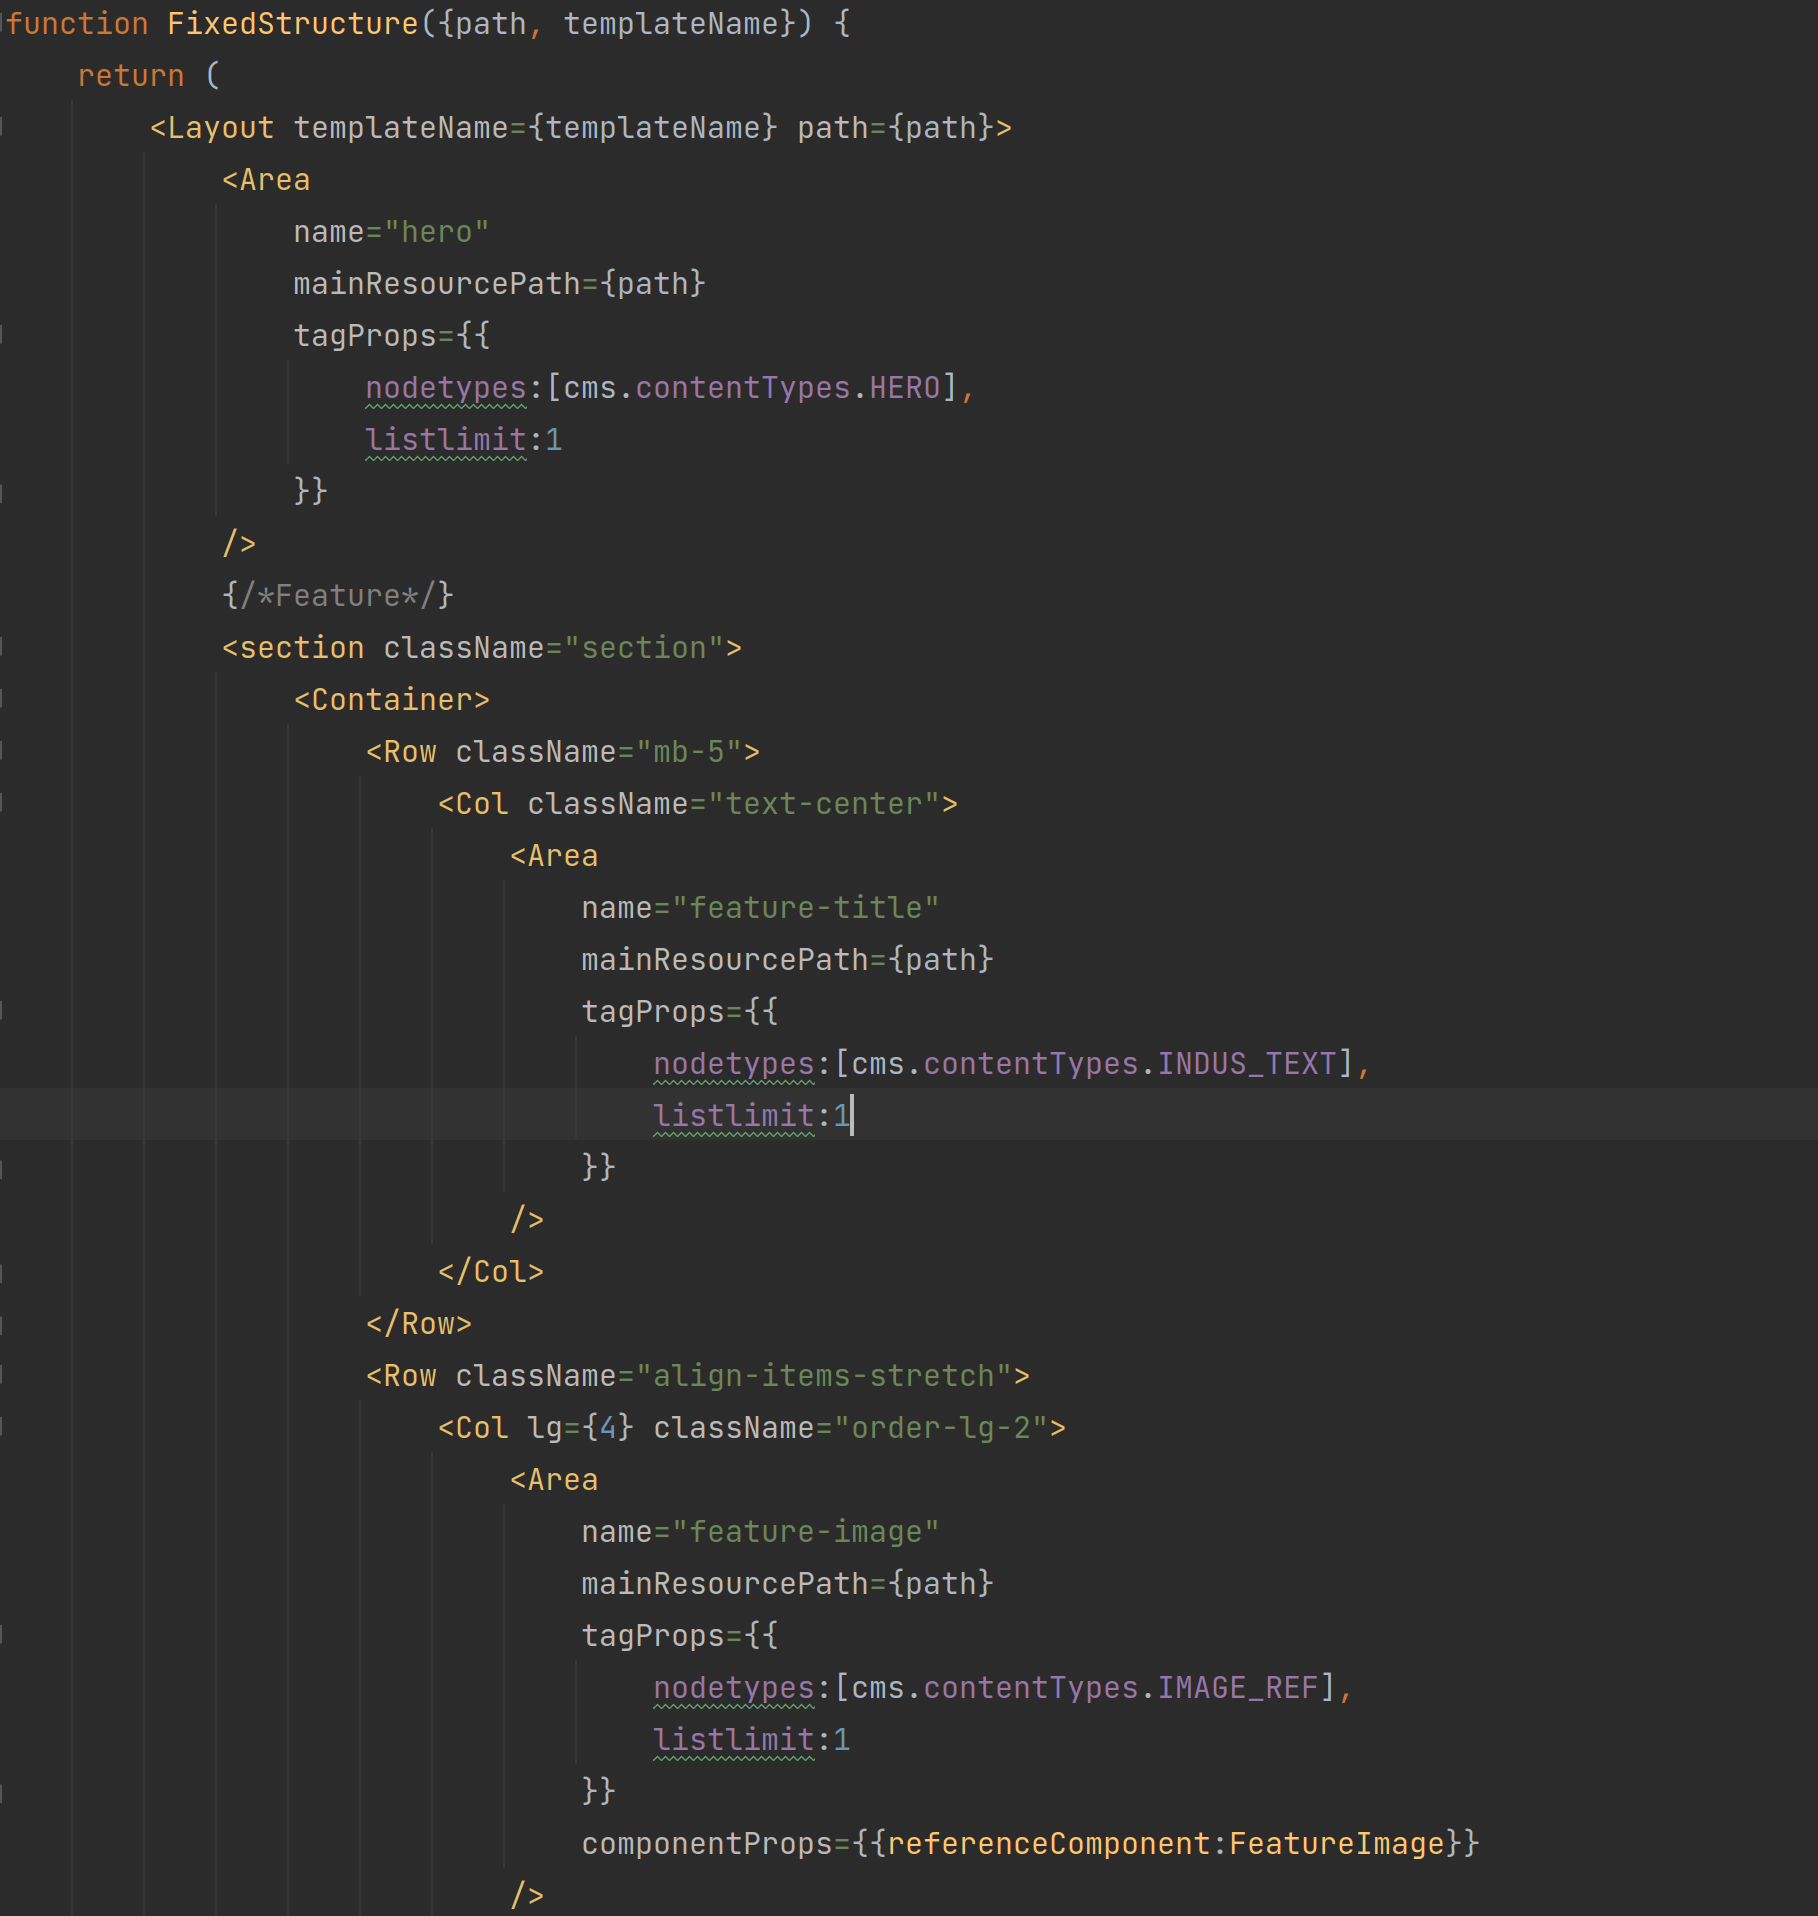 function FixedStructure({path, templateName}) {
    return (
        <Layout templateName={templateName} path={path}>
            <Area
                name="hero"
                mainResourcePath={path}
                tagProps={{
                    nodetypes:[cms.contentTypes.HERO],
                    listlimit:1
                }}
            />
            {/*Feature*/}
            <section className="section">
                <Container>
                    <Row className="mb-5">
                        <Col className="text-center">
                            <Area
                                name="feature-title"
                                mainResourcePath={path}
                                tagProps={{
                                    nodetypes:[cms.contentTypes.INDUS_TEXT],
                                    listlimit:1
                                }}
                            />
                        </Col>
                    </Row>
                    <Row className="align-items-stretch">
                        <Col lg={4} className="order-lg-2">
                            <Area
                                name="feature-image"
                                mainResourcePath={path}
                                tagProps={{
                                    nodetypes:[cms.contentTypes.IMAGE_REF],
                                    listlimit:1
                                }}
                                componentProps={{referenceComponent:FeatureImage}}
                            />